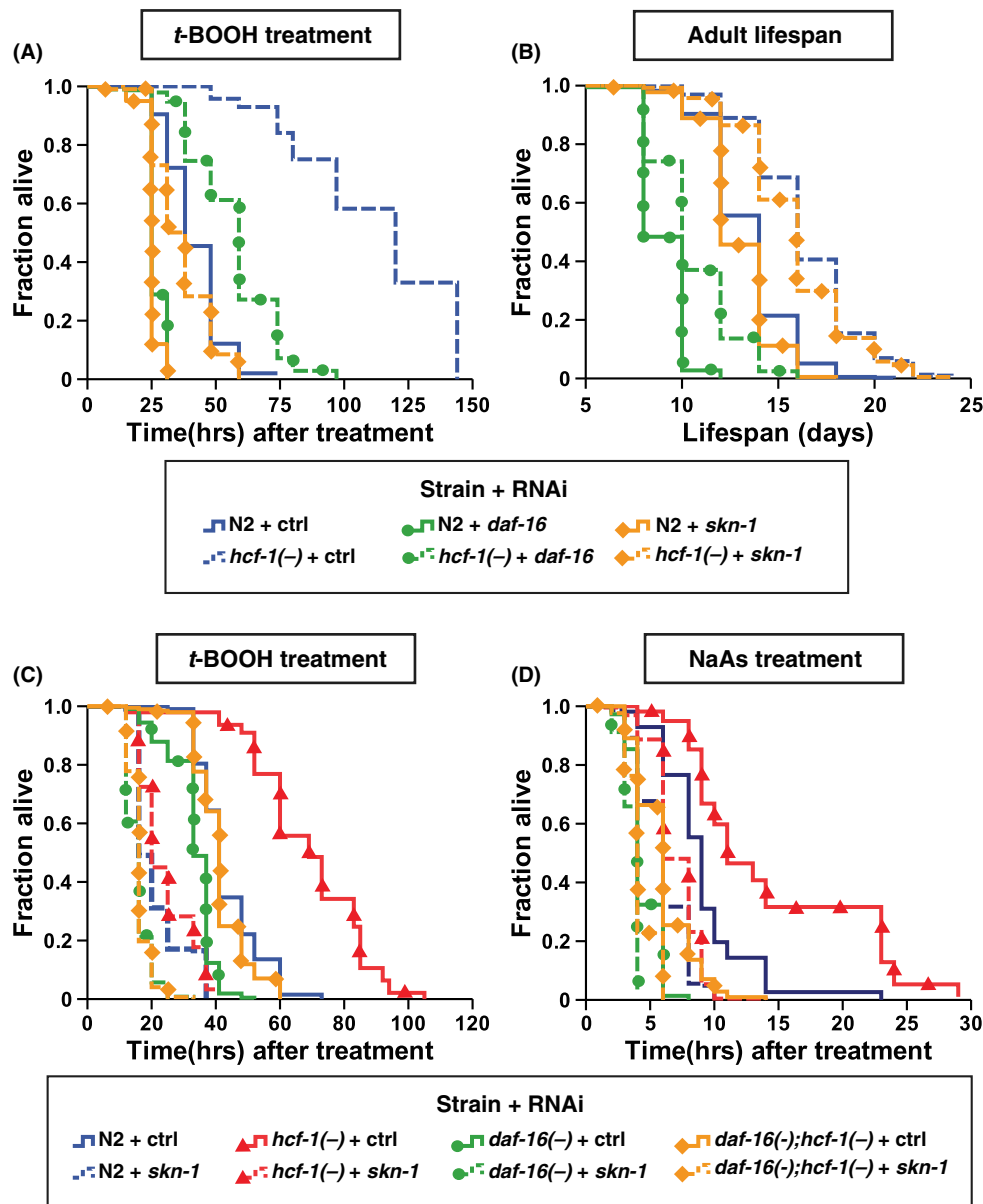 (A)
t-BOOH treatment
Fraction alive
1.0
0.8
0.6
0.4
0.2
0
0 25 50 75 100 125 150
Time(hrs) after treatment
(B)
Adult lifespan
Fraction alive
1.0
0.8
0.6
0.4
0.2
0
5 10 15 20 25
Lifespan (days)
Strain + RNAi
N2 + ctrl N2 + daf-16 N2 + skn-1
hcf-1(–) + ctrl hcf-1(–) + daf-16 hcf-1(–) + skn-1
(C)
t-BOOH treatment
Fraction alive
1.0
0.8
0.6
0.4
0.2
0
0 20 40 60 80 100 120
Time(hrs) after treatment
(D)
NaAs treatment
Fraction alive
1.0
0.8
0.6
0.4
0.2
0
0 5 10 15 20 25 30
Time(hrs) after treatment
Strain + RNAi
N2 + ctrl hcf-1(–) + ctrl daf-16(–) + ctrl daf-16(-);hcf-1(–) + ctrl
N2 + skn-1 hcf-1(–) + skn-1 daf-16(–) + skn-1 daf-16(-);hcf-1(–) + skn-1